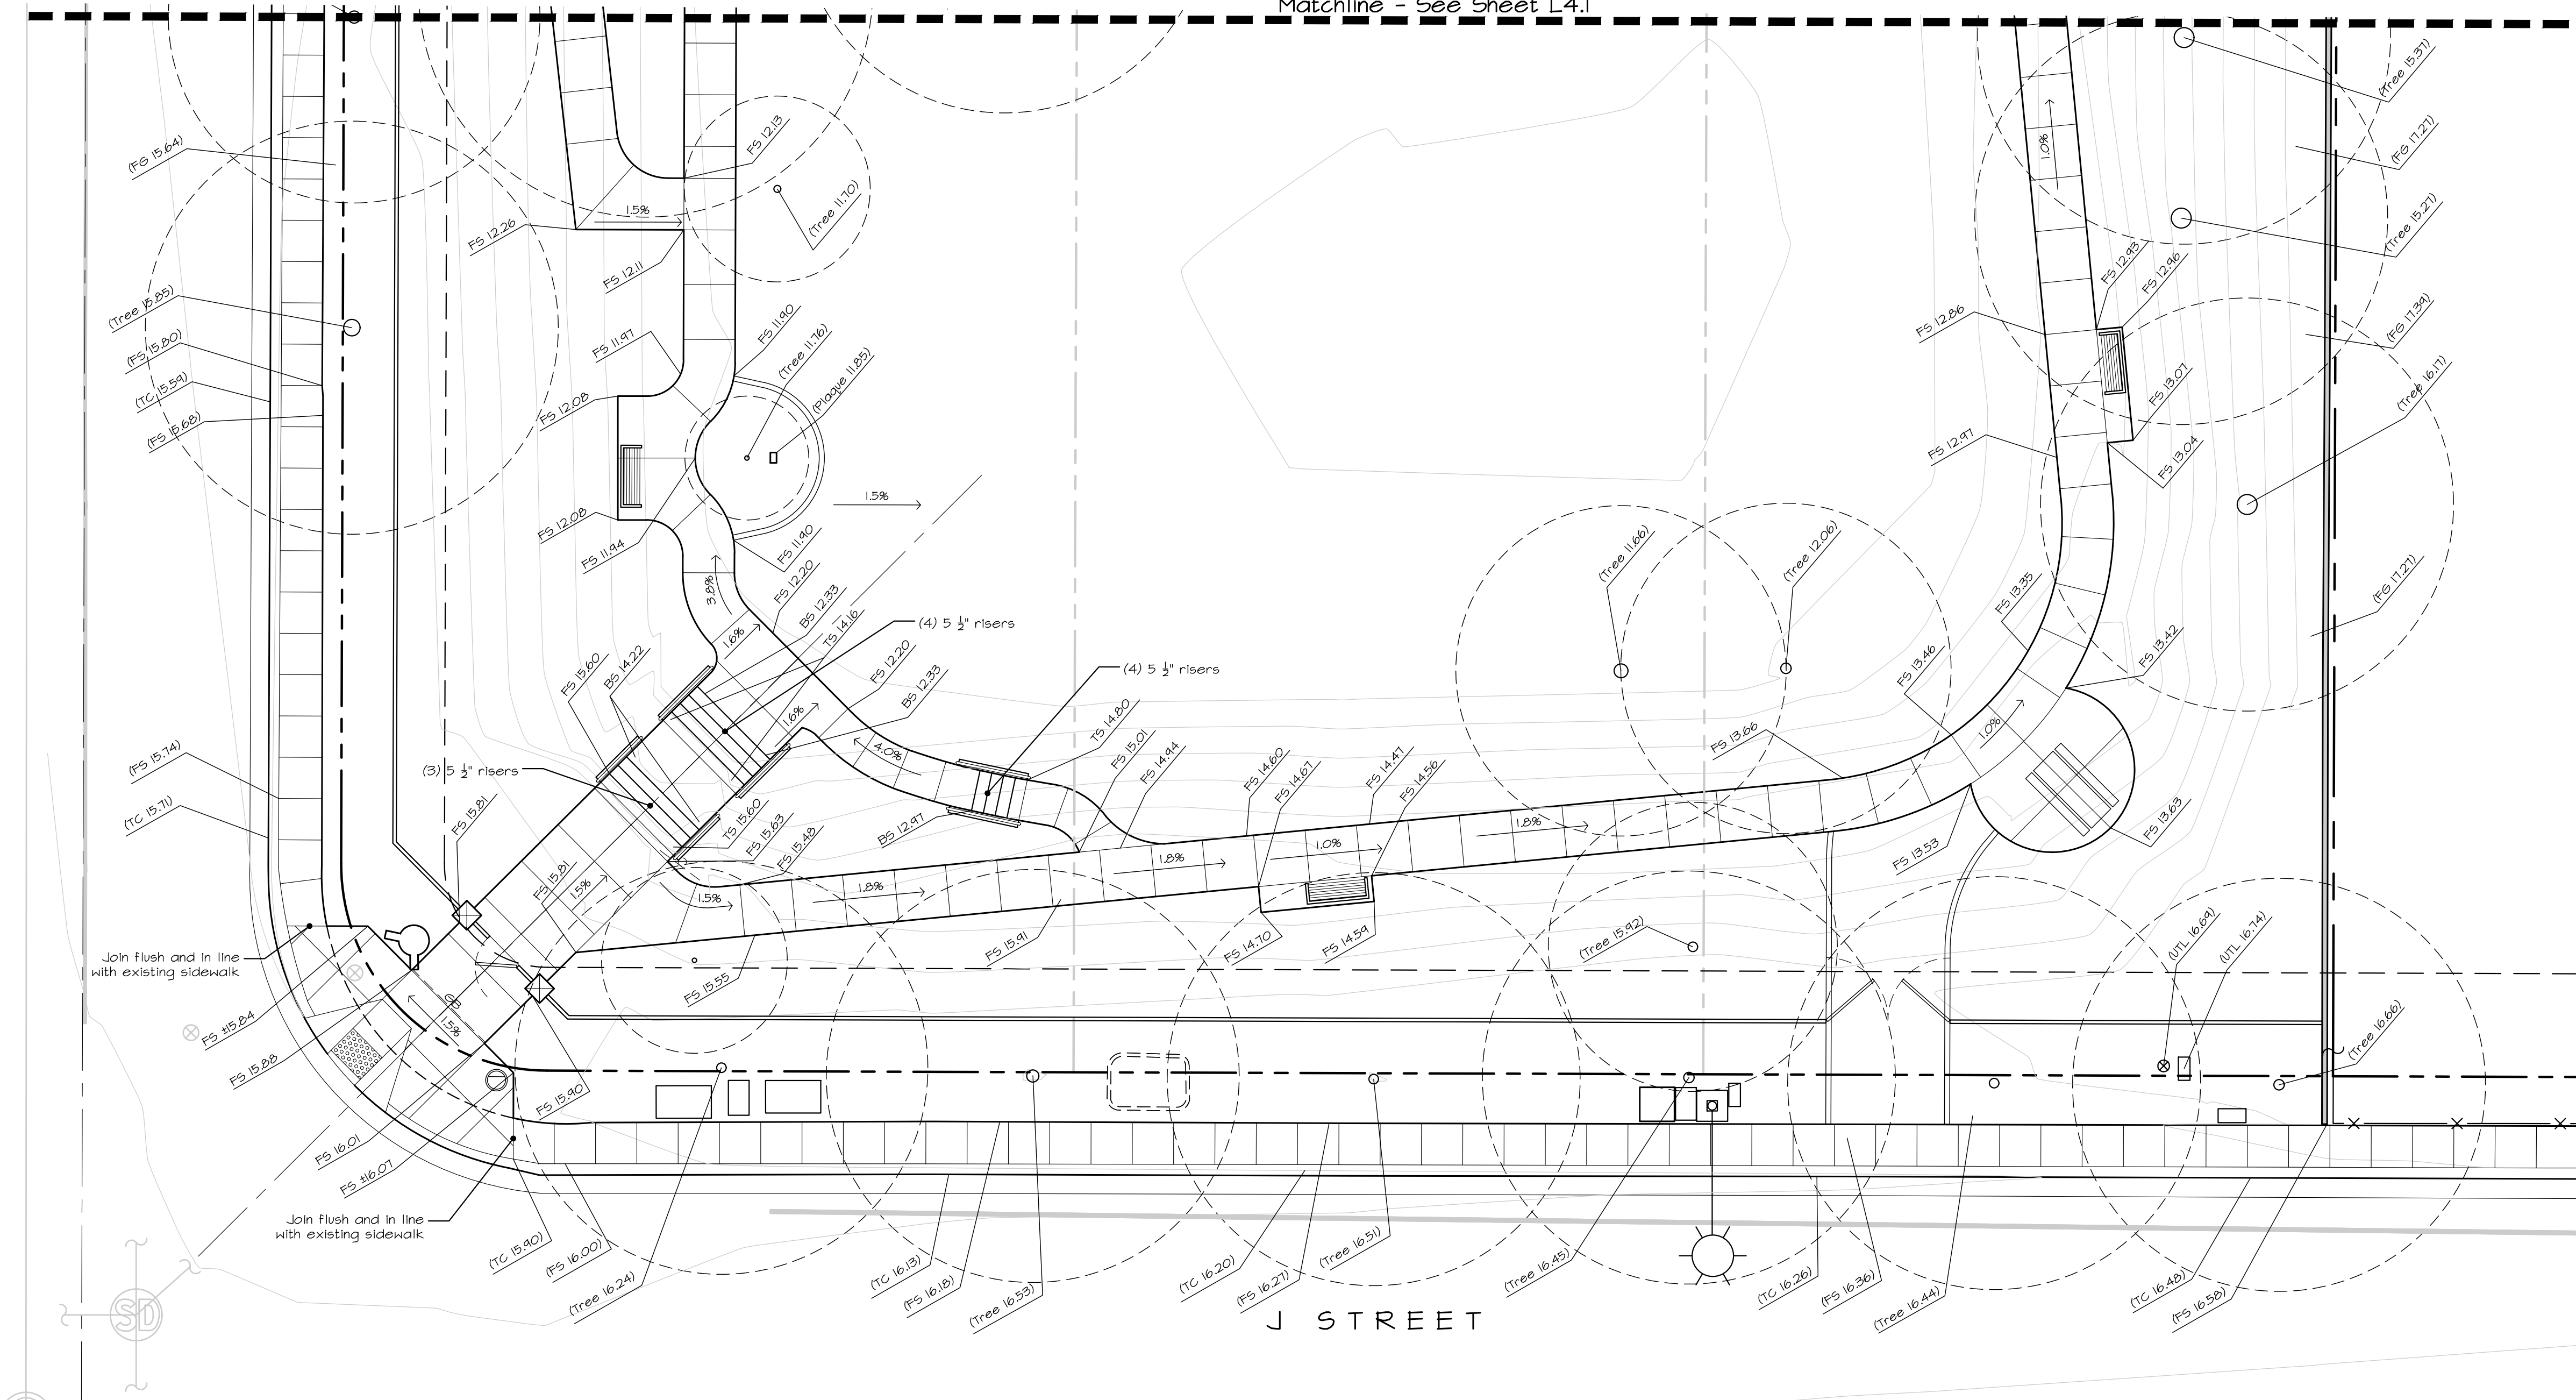 Matchline - See Sheet L4.1
(Tree 15.37)
(FG 15.64)
FS 12.13
(FG 17.27)
1.0%
(Tree 11.70)
1.5%
FS 12.26
(Tree 15.27)
FS 12.11
FS 12.93
FS 12.96
(Tree 15.85)
FS 11.90
FS 12.86
(FG 17.39)
(FS 15.80)
FS 11.97
(Tree 11.76)
(TC 15.59)
(Plaque 11.85)
FS 13.07
(Tree 16.17)
(FS 15.68)
FS 12.08
FS 12.97
FS 13.04
1.5%
FS 12.08
FS 11.94
FS 11.90
(Tree 11.66)
(Tree 12.06)
3.8%
FS 12.20
(FG 17.27)
BS 12.33
FS 13.35
TS 14.16
(4) 5 ½" risers
1.6%
FS 12.20
FS 13.42
FS 15.60
BS 14.22
(4) 5 ½" risers
FS 13.46
BS 12.33
1.6%
TS 14.80
FS 13.66
1.0%
4.0%
FS 15.01
FS 14.94
(FS 15.74)
(3) 5 ½" risers
FS 14.60
FS 14.67
FS 14.47
FS 14.56
(TC 15.71)
FS 15.81
TS 15.60
FS 15.63
FS 15.48
BS 12.97
1.8%
FS 13.63
1.0%
FS 13.53
1.8%
FS 15.81
1.5%
1.8%
1.5%
FS 15.91
FS 14.70
FS 14.59
(Tree 15.92)
(UTL 16.69)
(UTL 16.74)
Join flush and in line
with existing sidewalk
FS 15.55
GB
1.5%
FS ±15.84
FS 15.88
(Tree 16.66)
FS 15.90
FS 16.01
FS ±16.07
Join flush and in line
with existing sidewalk
(TC 15.90)
(FS 16.00)
(Tree 16.24)
(TC 16.13)
(FS 16.18)
(Tree 16.53)
(TC 16.20)
(FS 16.27)
(Tree 16.51)
(Tree 16.45)
(TC 16.26)
(FS 16.36)
(Tree 16.44)
(TC 16.48)
(FS 16.58)
SD
J STREET